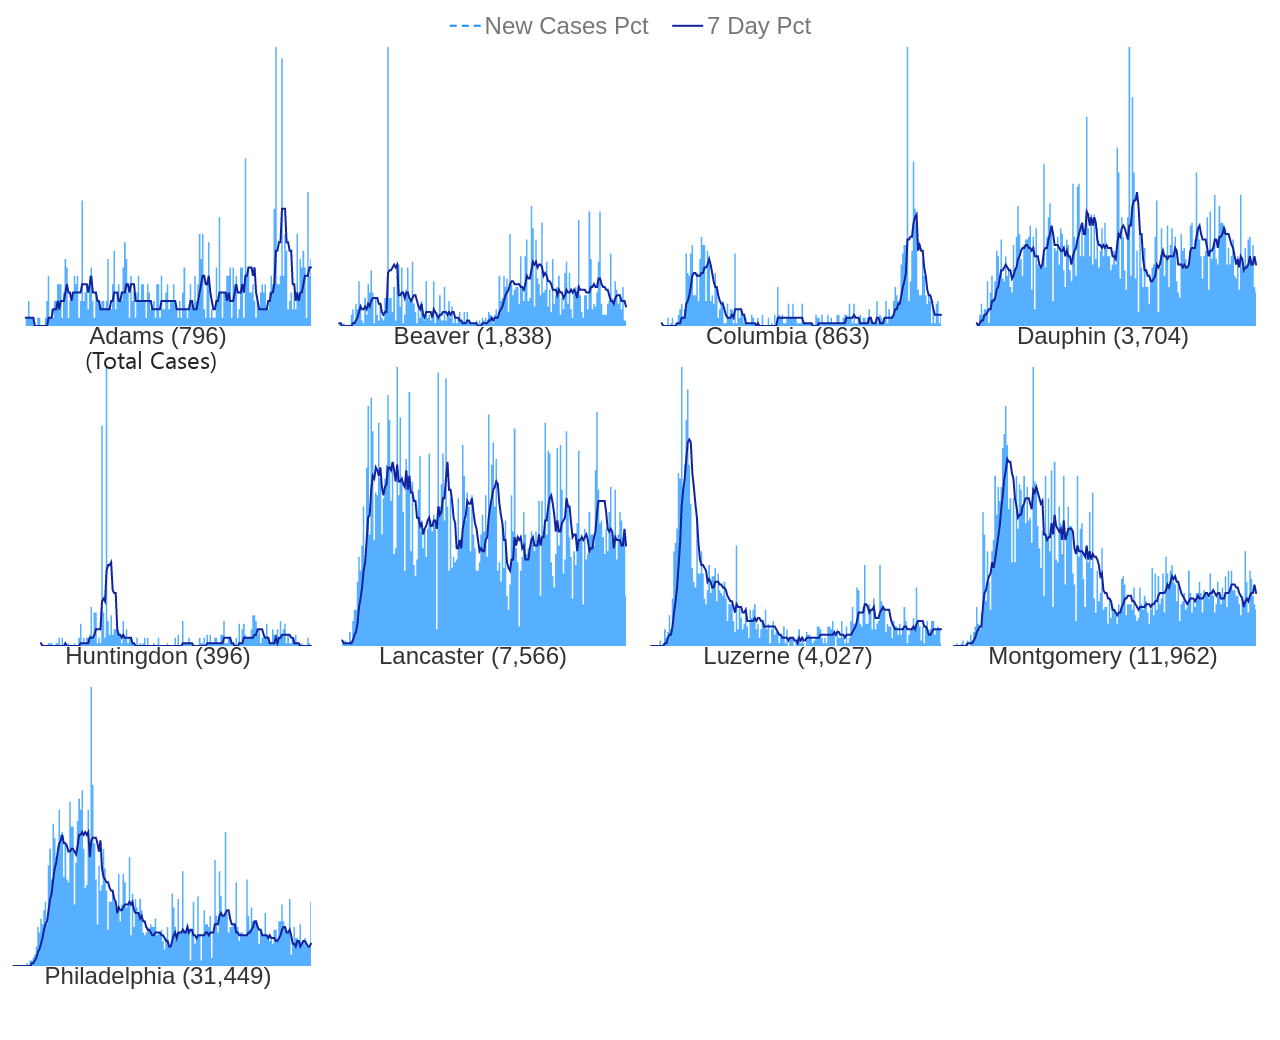 New Cases Pct 7 Day Pct
Adams (796) Beaver (1,838) Columbia (863) Dauphin (3,704)
(Total Cases)
Huntingdon (396) Lancaster (7,566) Luzerne (4,027) Montgomery (11,962)
Philadelphia (31,449)